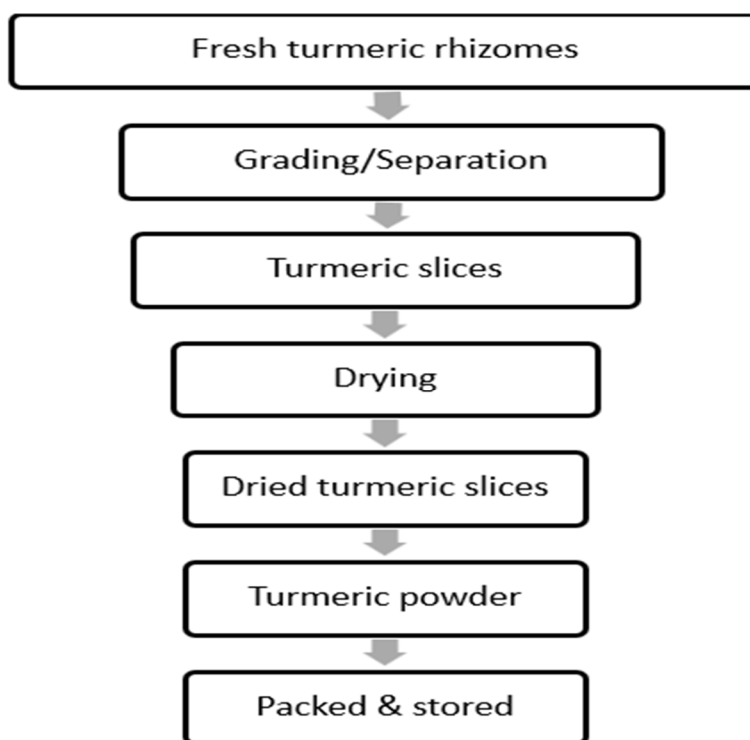 Fresh turmeric rhizomes
Grading/Separation
Turmeric slices
Drying
Dried turmeric slices
Turmeric powder
Packed & stored